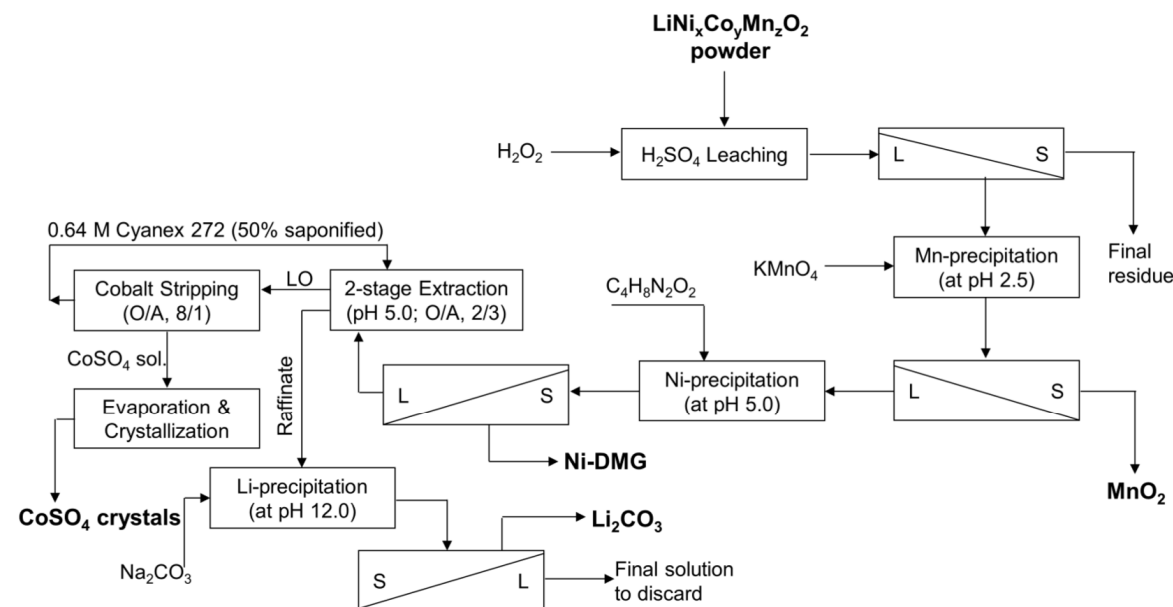 LiNiₓCoᵧMn_zO₂
powder
H₂O₂
H₂SO₄ Leaching
L
S
Final
residue
KMnO₄
Mn-precipitation
(at pH 2.5)
L
S
MnO₂
C₄H₈N₂O₂
Ni-precipitation
(at pH 5.0)
L
S
Ni-DMG
0.64 M Cyanex 272 (50% saponified)
2-stage Extraction
(pH 5.0; O/A, 2/3)
LO
Cobalt Stripping
(O/A, 8/1)
CoSO₄ sol.
Evaporation &
Crystallization
CoSO₄ crystals
Raffinate
Li-precipitation
(at pH 12.0)
Na₂CO₃
S
L
Li₂CO₃
Final solution
to discard